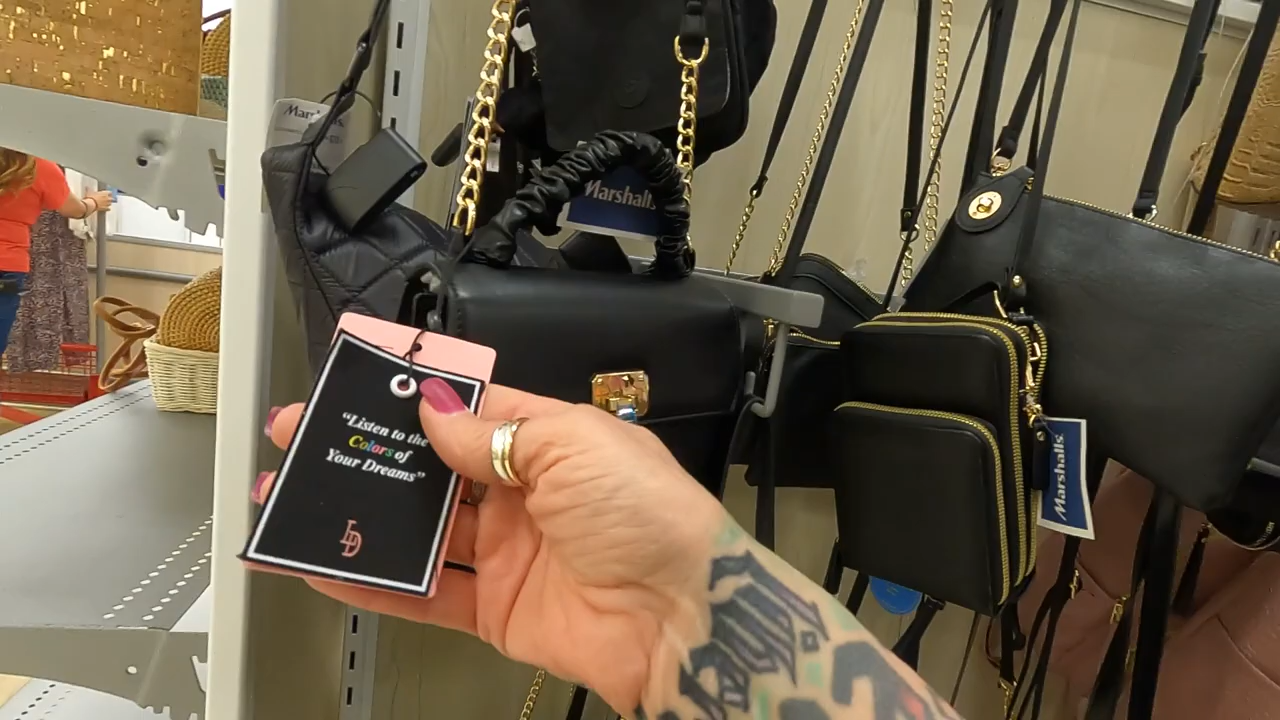 Marshalls
"Listen to the
Colors of
Your Dreams"
LD
Marshalls